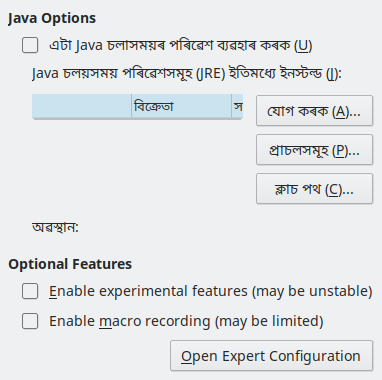 Java Options
এটা Java চলাসময়ৰ পৰিৱেশ ব্যৱহাৰ কৰক (U)
Java চলয়সময় পৰিৱেশসমূহ (JRE) ইতিমধ্যে ইনস্টল্ড (J):
বিক্ৰেতা স
যোগ কৰক (A)...
প্ৰাচলসমূহ (P)...
ক্লাচ পথ (C)...
অৱস্থান:
Optional Features
Enable experimental features (may be unstable)
Enable macro recording (may be limited)
Open Expert Configuration